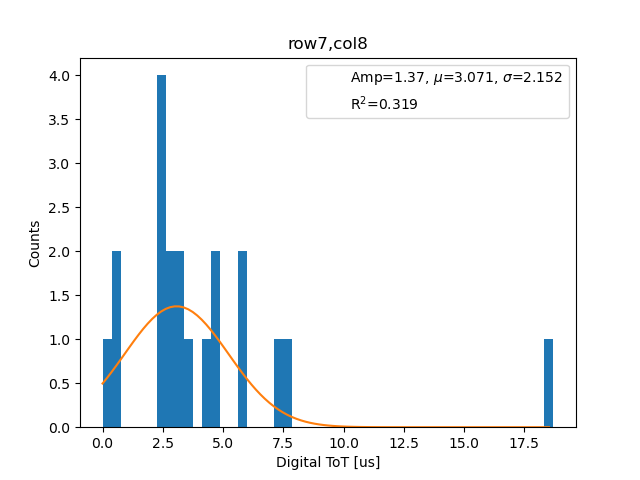 row7,col8
Amp=1.37, μ=3.071, σ=2.152
R²=0.319
4.0
3.5
3.0
2.5
2.0
1.5
1.0
0.5
0.0
Counts
0.0 2.5 5.0 7.5 10.0 12.5 15.0 17.5
Digital ToT [us]